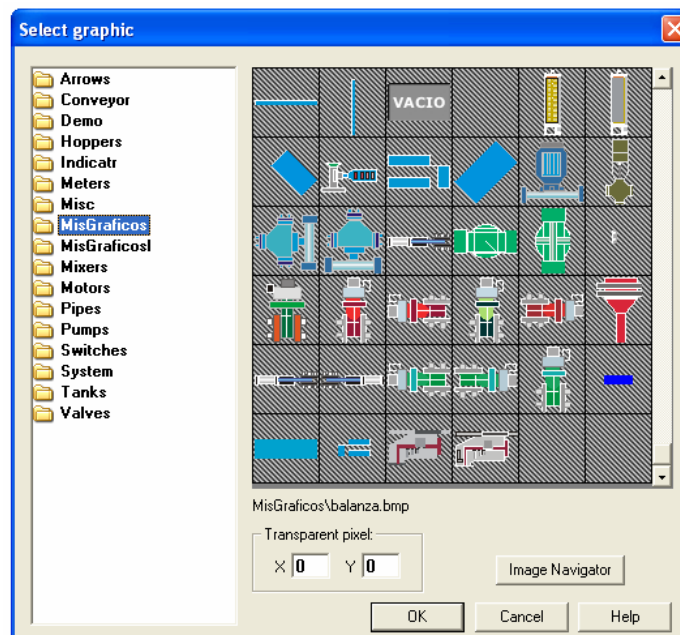 Select graphic
Arrows
Conveyor
Demo
Hoppers
Indicatr
Meters
Misc
MisGraficos
MisGraficosI
Mixers
Motors
Pipes
Pumps
Switches
System
Tanks
Valves
VACIO
MisGraficos\balanza.bmp
Transparent pixel:
X 0 Y 0
Image Navigator
OK Cancel Help